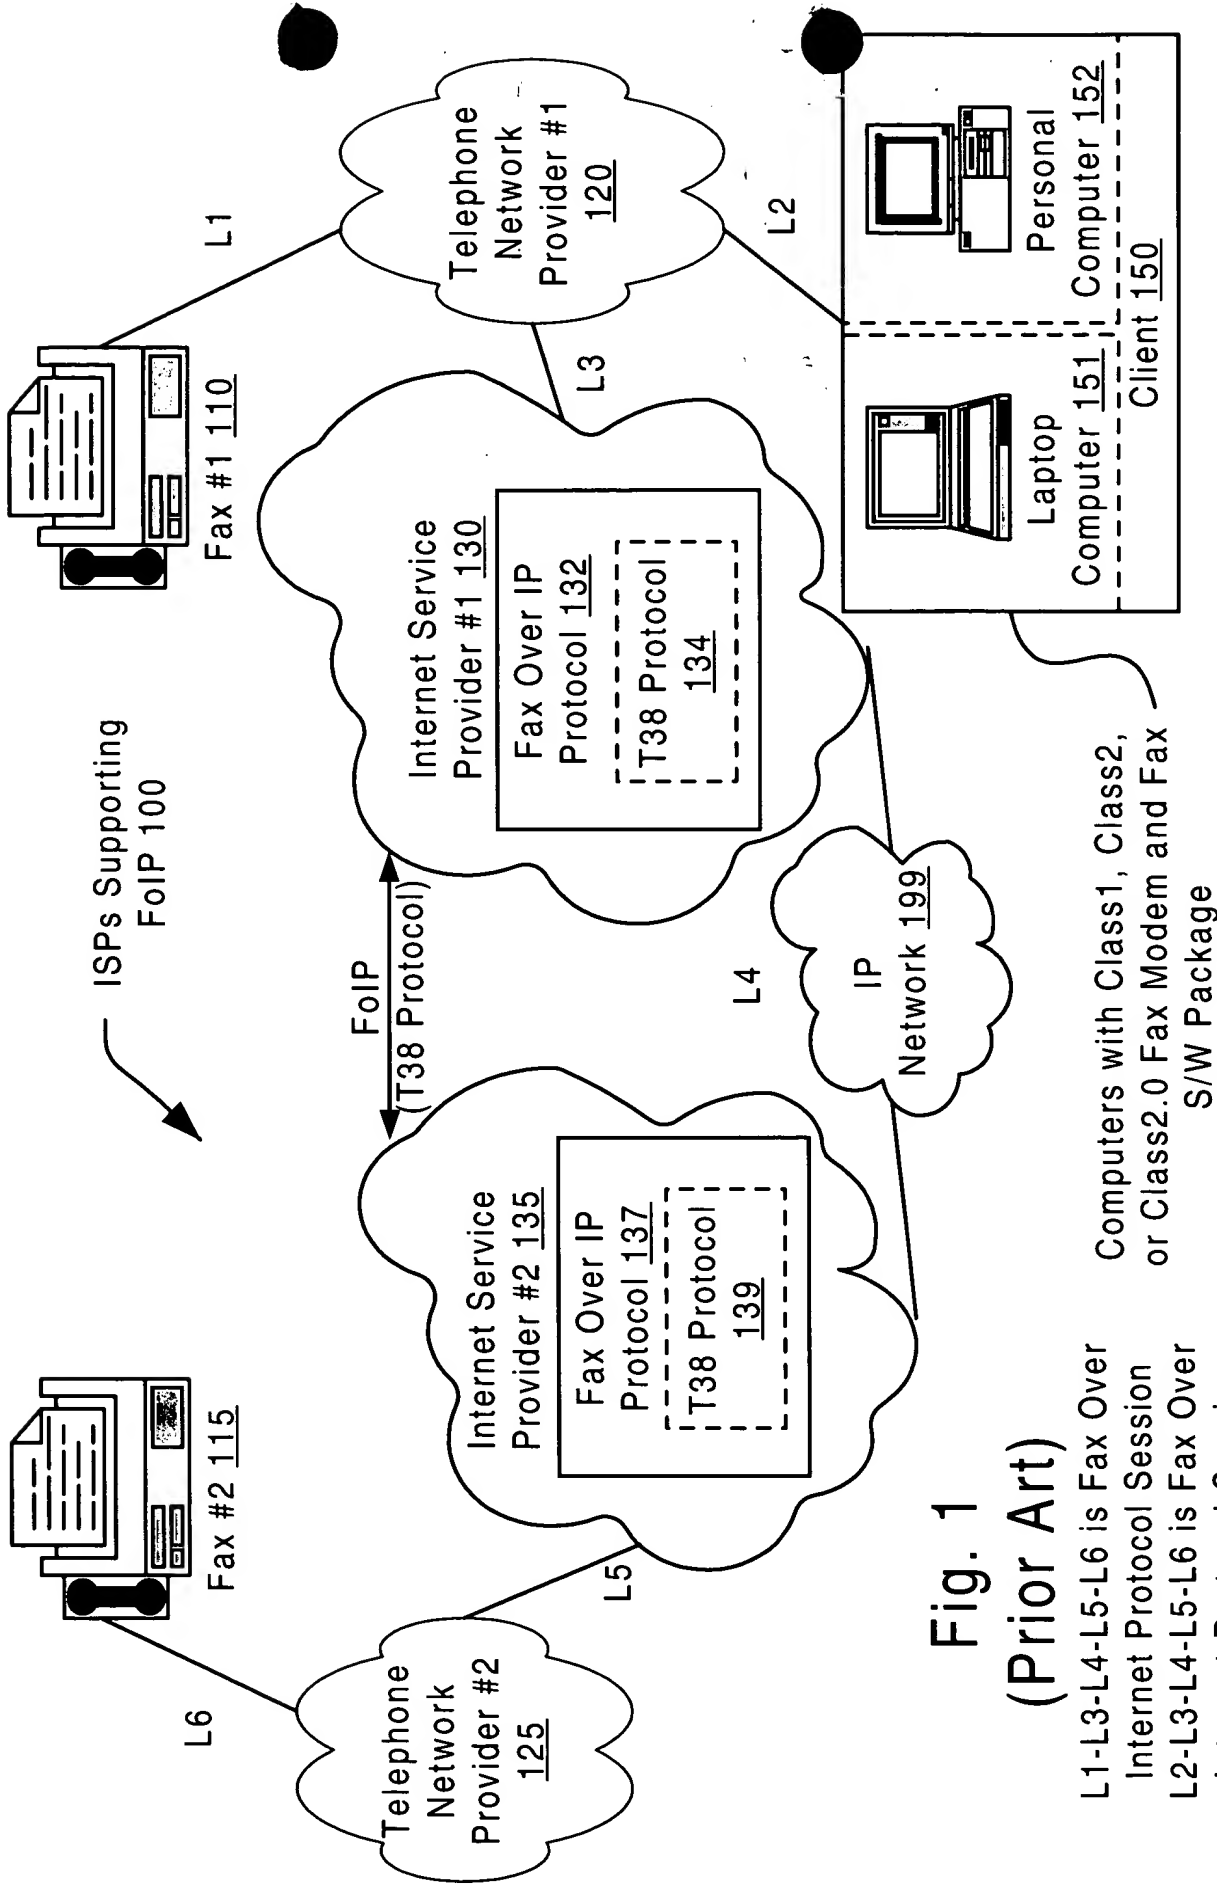 ISPs Supporting
FoIP 100
Fax #2 115
Fax #1 110
L6
L1
Telephone
Network
Provider #2
125
L5
Internet Service
Provider #2 135
Fax Over IP
Protocol 137
T38 Protocol
139
FoIP
(T38 Protocol)
L4
Internet Service
Provider #1 130
Fax Over IP
Protocol 132
T38 Protocol
134
L3
Telephone
Network
Provider #1
120
L2
IP
Network 199
Laptop
Computer 151
Personal
Computer 152
Client 150
Computers with Class1, Class2,
or Class2.0 Fax Modem and Fax
S/W Package
Fig. 1
(Prior Art)
L1-L3-L4-L5-L6 is Fax Over
Internet Protocol Session
L2-L3-L4-L5-L6 is Fax Over